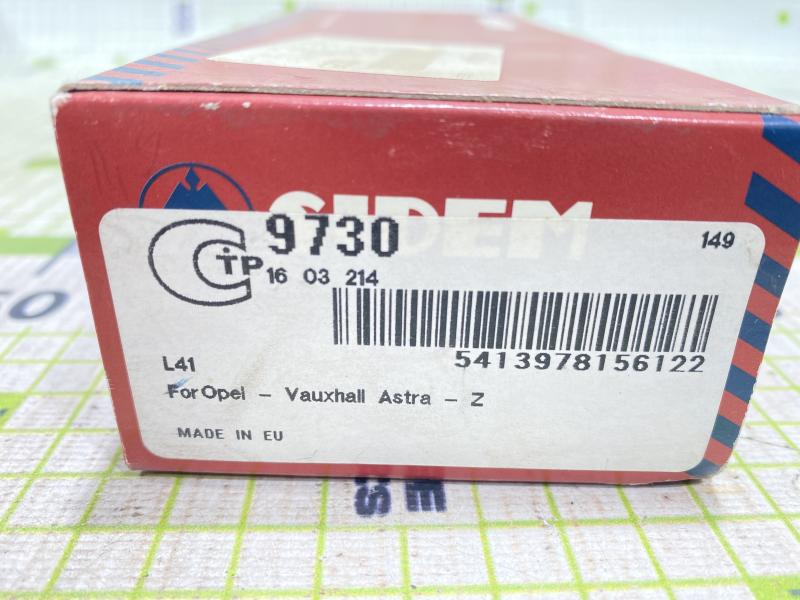 SIDEM
9730
149
TP
16 03 214
5413978156122
L41
For Opel - Vauxhall Astra - Z
MADE IN EU